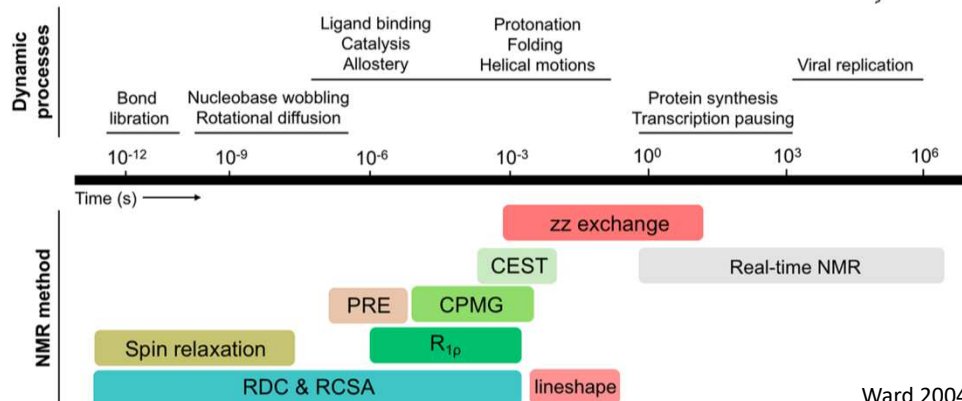 Dynamic
processes
Ligand binding
Catalysis
Allostery
Protonation
Folding
Helical motions
Viral replication
Bond
libration
Nucleobase wobbling
Rotational diffusion
Protein synthesis
Transcription pausing
10⁻¹² 10⁻⁹ 10⁻⁶ 10⁻³ 10⁰ 10³ 10⁶
Time (s)
NMR method
zz exchange
CEST
Real-time NMR
PRE
CPMG
Spin relaxation
R₁ρ
RDC & RCSA
lineshape
Ward 2004